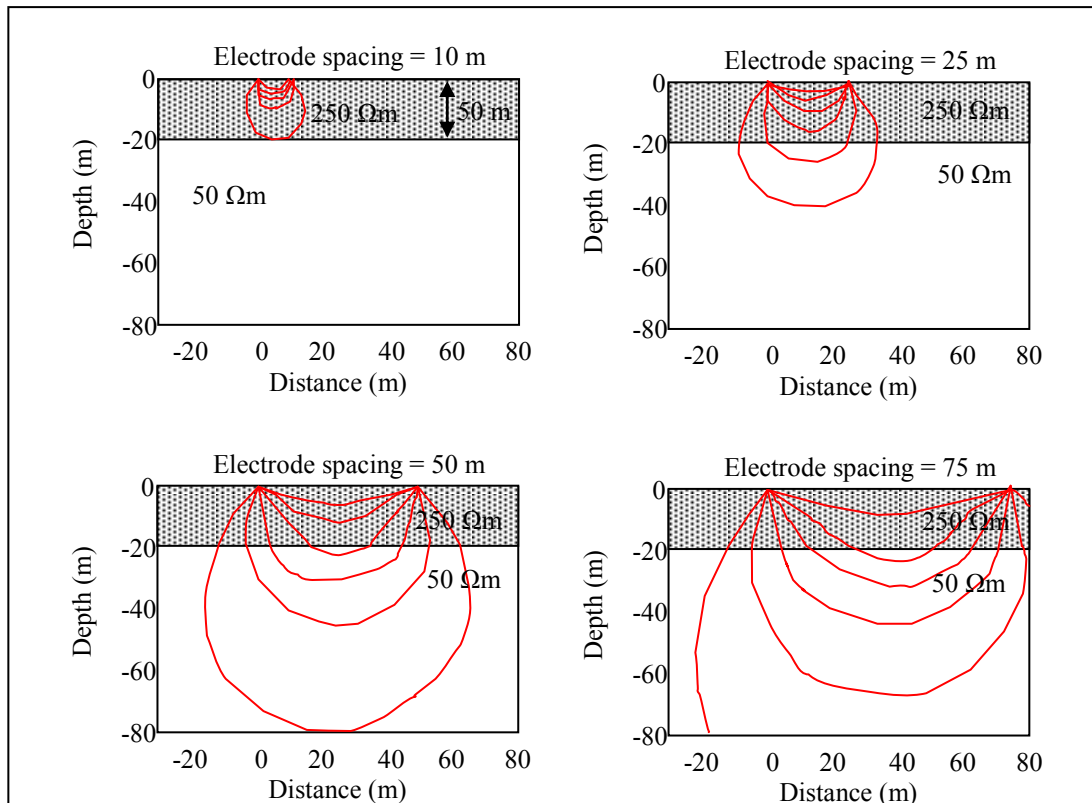 Electrode spacing = 10 m
0
-20
-40
-60
-80
Depth (m)
250 Ωm
50 m
50 Ωm
-20 0 20 40 60 80
Distance (m)
Electrode spacing = 25 m
0
-20
-40
-60
-80
Depth (m)
250 Ωm
50 Ωm
-20 0 20 40 60 80
Distance (m)
Electrode spacing = 50 m
0
-20
-40
-60
-80
Depth (m)
250 Ωm
50 Ωm
-20 0 20 40 60 80
Distance (m)
Electrode spacing = 75 m
0
-20
-40
-60
-80
Depth (m)
250 Ωm
50 Ωm
-20 0 20 40 60 80
Distance (m)